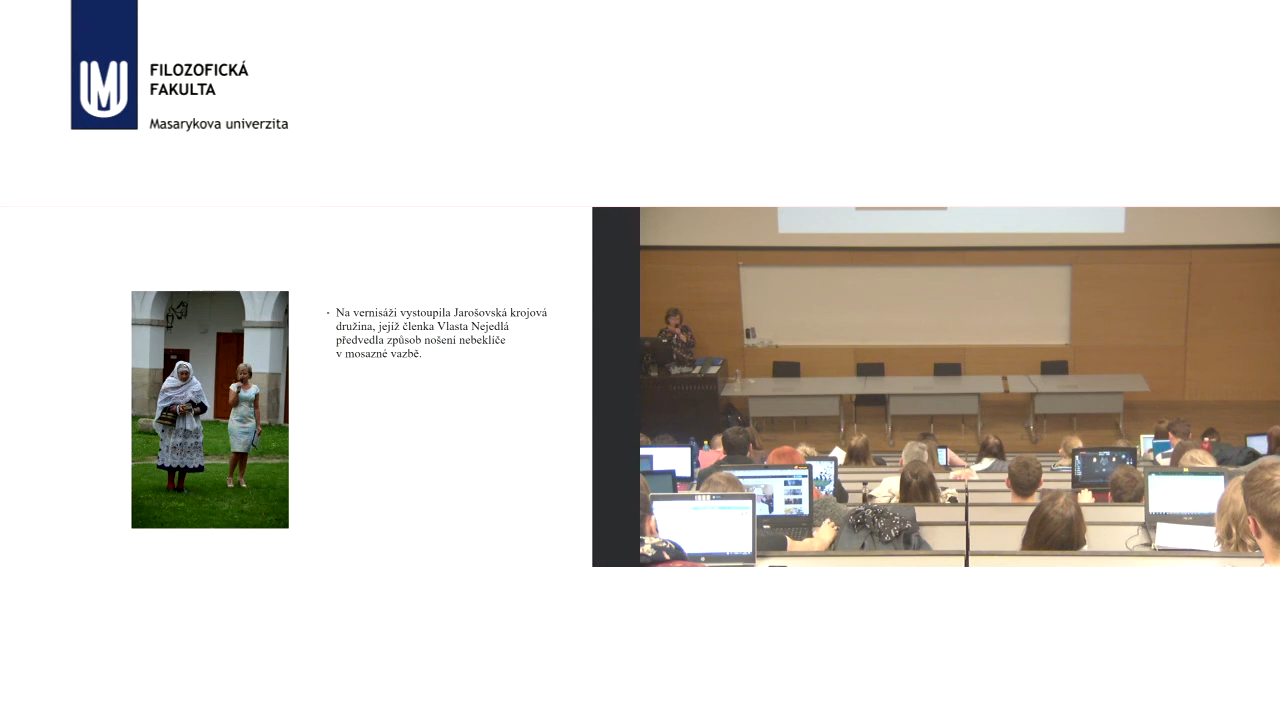 FILOZOFICKÁ
FAKULTA
Masarykova univerzita
• Na vernisáži vystoupila Jarošovská krojová
družina, jejíž členka Vlasta Nejedlá
předvedla způsob nošení nebeklíče
v mosazné vazbě.